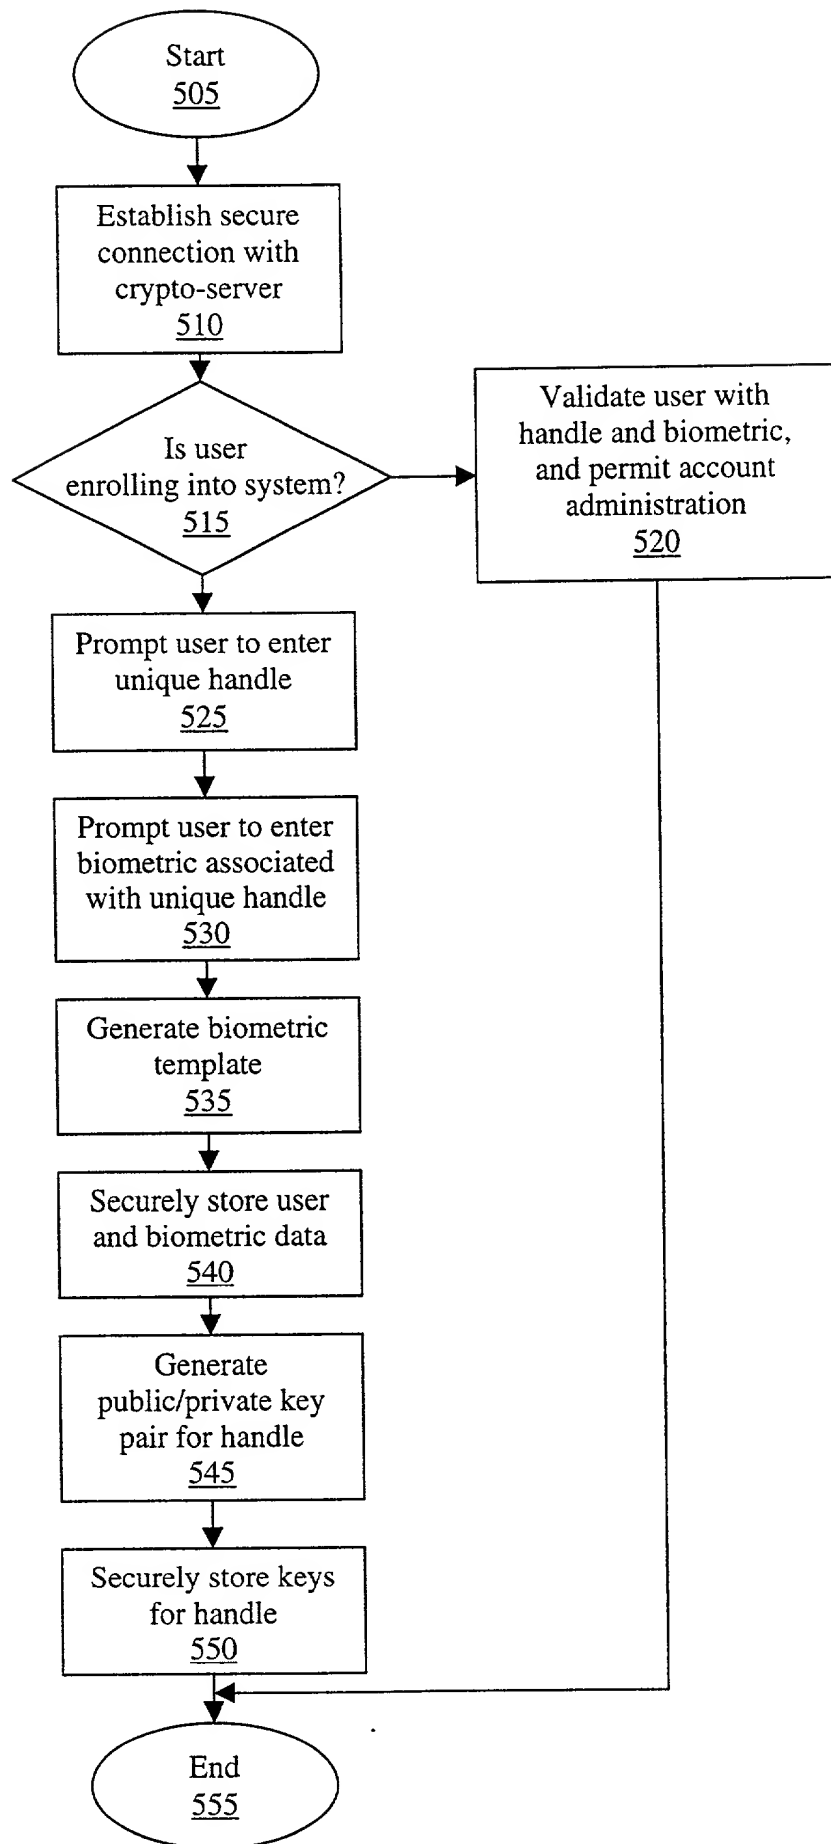 Start
505
Establish secure
connection with
crypto-server
510
Is user
enrolling into system?
515
Validate user with
handle and biometric,
and permit account
administration
520
Prompt user to enter
unique handle
525
Prompt user to enter
biometric associated
with unique handle
530
Generate biometric
template
535
Securely store user
and biometric data
540
Generate
public/private key
pair for handle
545
Securely store keys
for handle
550
End
555